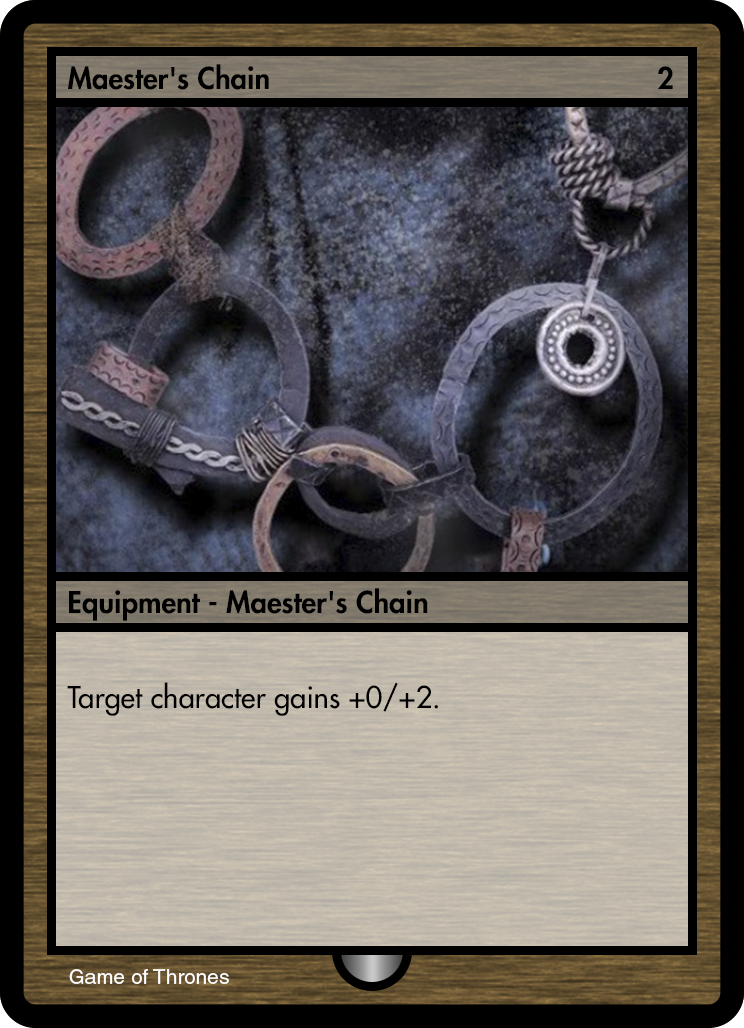 Maester's Chain 2
Equipment - Maester's Chain
Target character gains +0/+2.
Game of Thrones